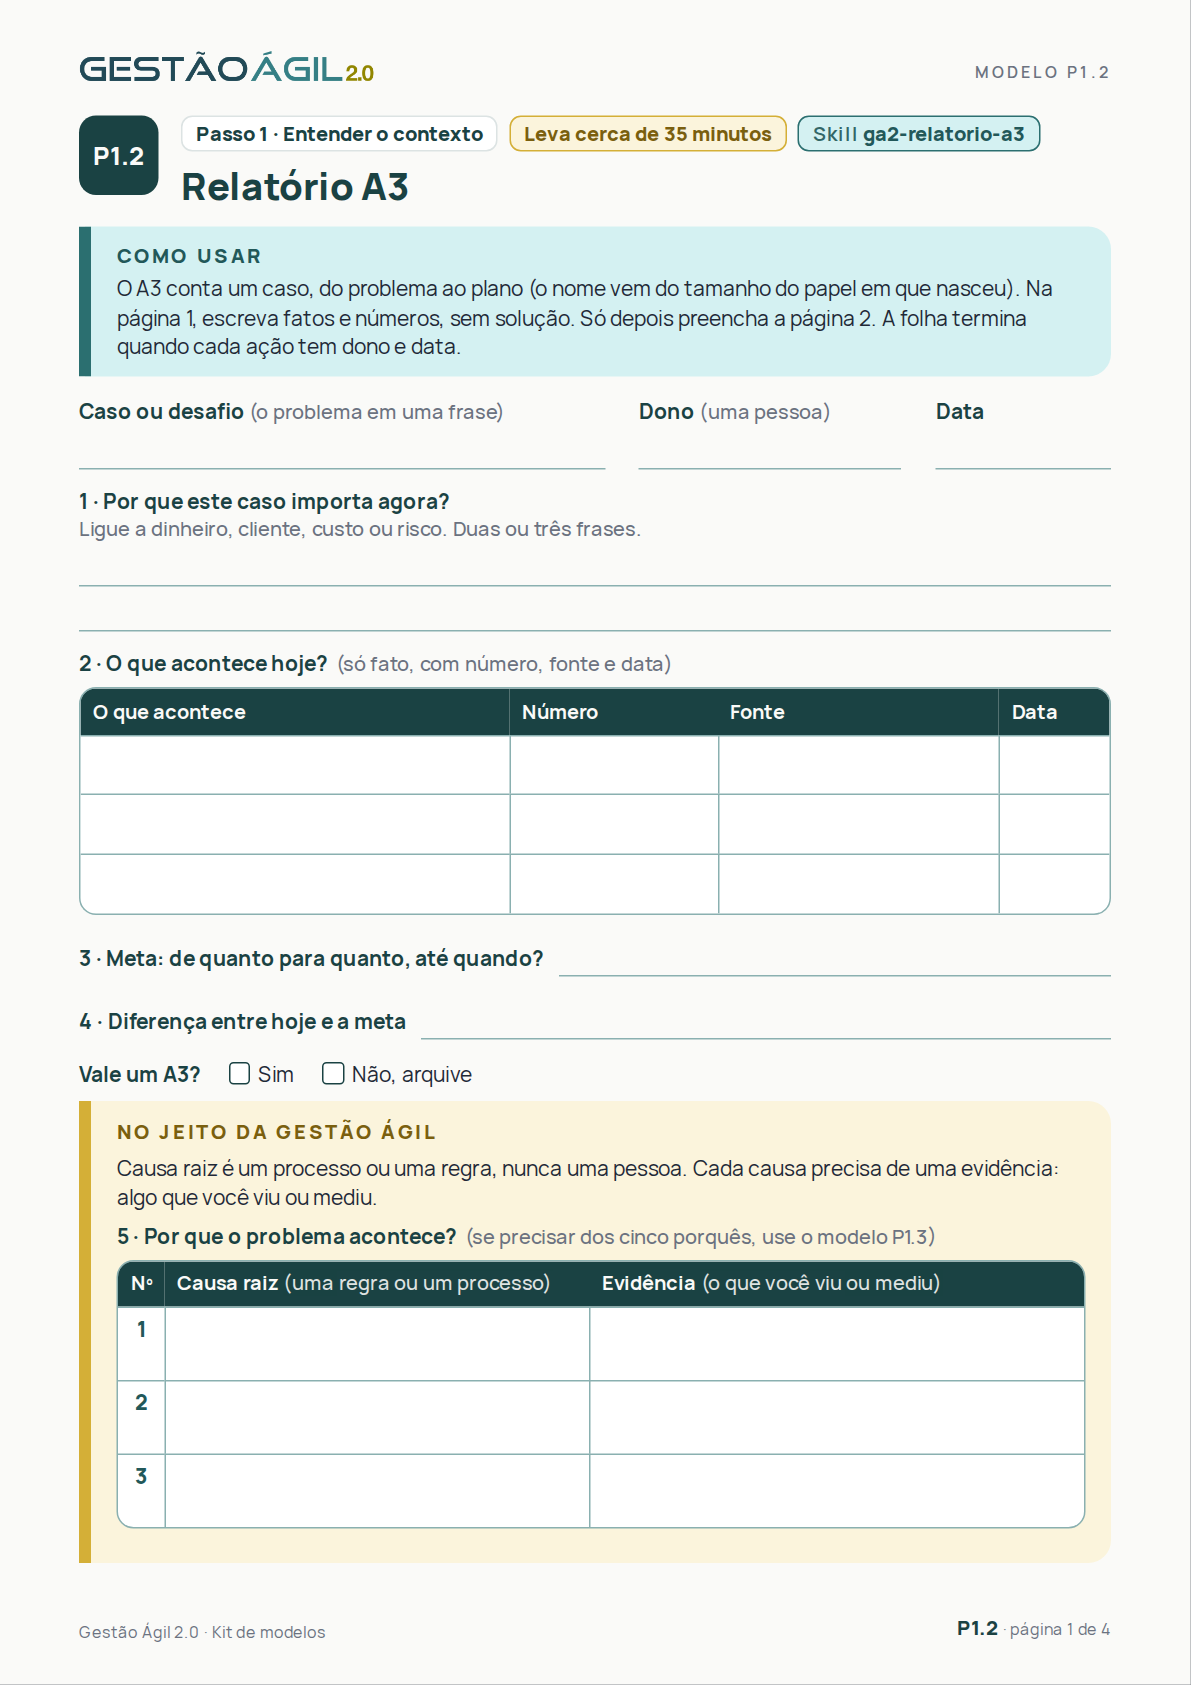 GESTÃOÁGIL2.0
MODELO P1.2
P1.2
Passo 1 · Entender o contexto
Leva cerca de 35 minutos
Skill ga2-relatorio-a3
Relatório A3
COMO USAR
O A3 conta um caso, do problema ao plano (o nome vem do tamanho do papel em que nasceu). Na
página 1, escreva fatos e números, sem solução. Só depois preencha a página 2. A folha termina
quando cada ação tem dono e data.
Caso ou desafio (o problema em uma frase)
Dono (uma pessoa)
Data
1 · Por que este caso importa agora?
Ligue a dinheiro, cliente, custo ou risco. Duas ou três frases.
2 · O que acontece hoje? (só fato, com número, fonte e data)
O que acontece
Número
Fonte
Data
3 · Meta: de quanto para quanto, até quando?
4 · Diferença entre hoje e a meta
Vale um A3?
Sim
Não, arquive
NO JEITO DA GESTÃO ÁGIL
Causa raiz é um processo ou uma regra, nunca uma pessoa. Cada causa precisa de uma evidência:
algo que você viu ou mediu.
5 · Por que o problema acontece? (se precisar dos cinco porquês, use o modelo P1.3)
Nº
Causa raiz (uma regra ou um processo)
Evidência (o que você viu ou mediu)
1
2
3
Gestão Ágil 2.0 · Kit de modelos
P1.2 · página 1 de 4